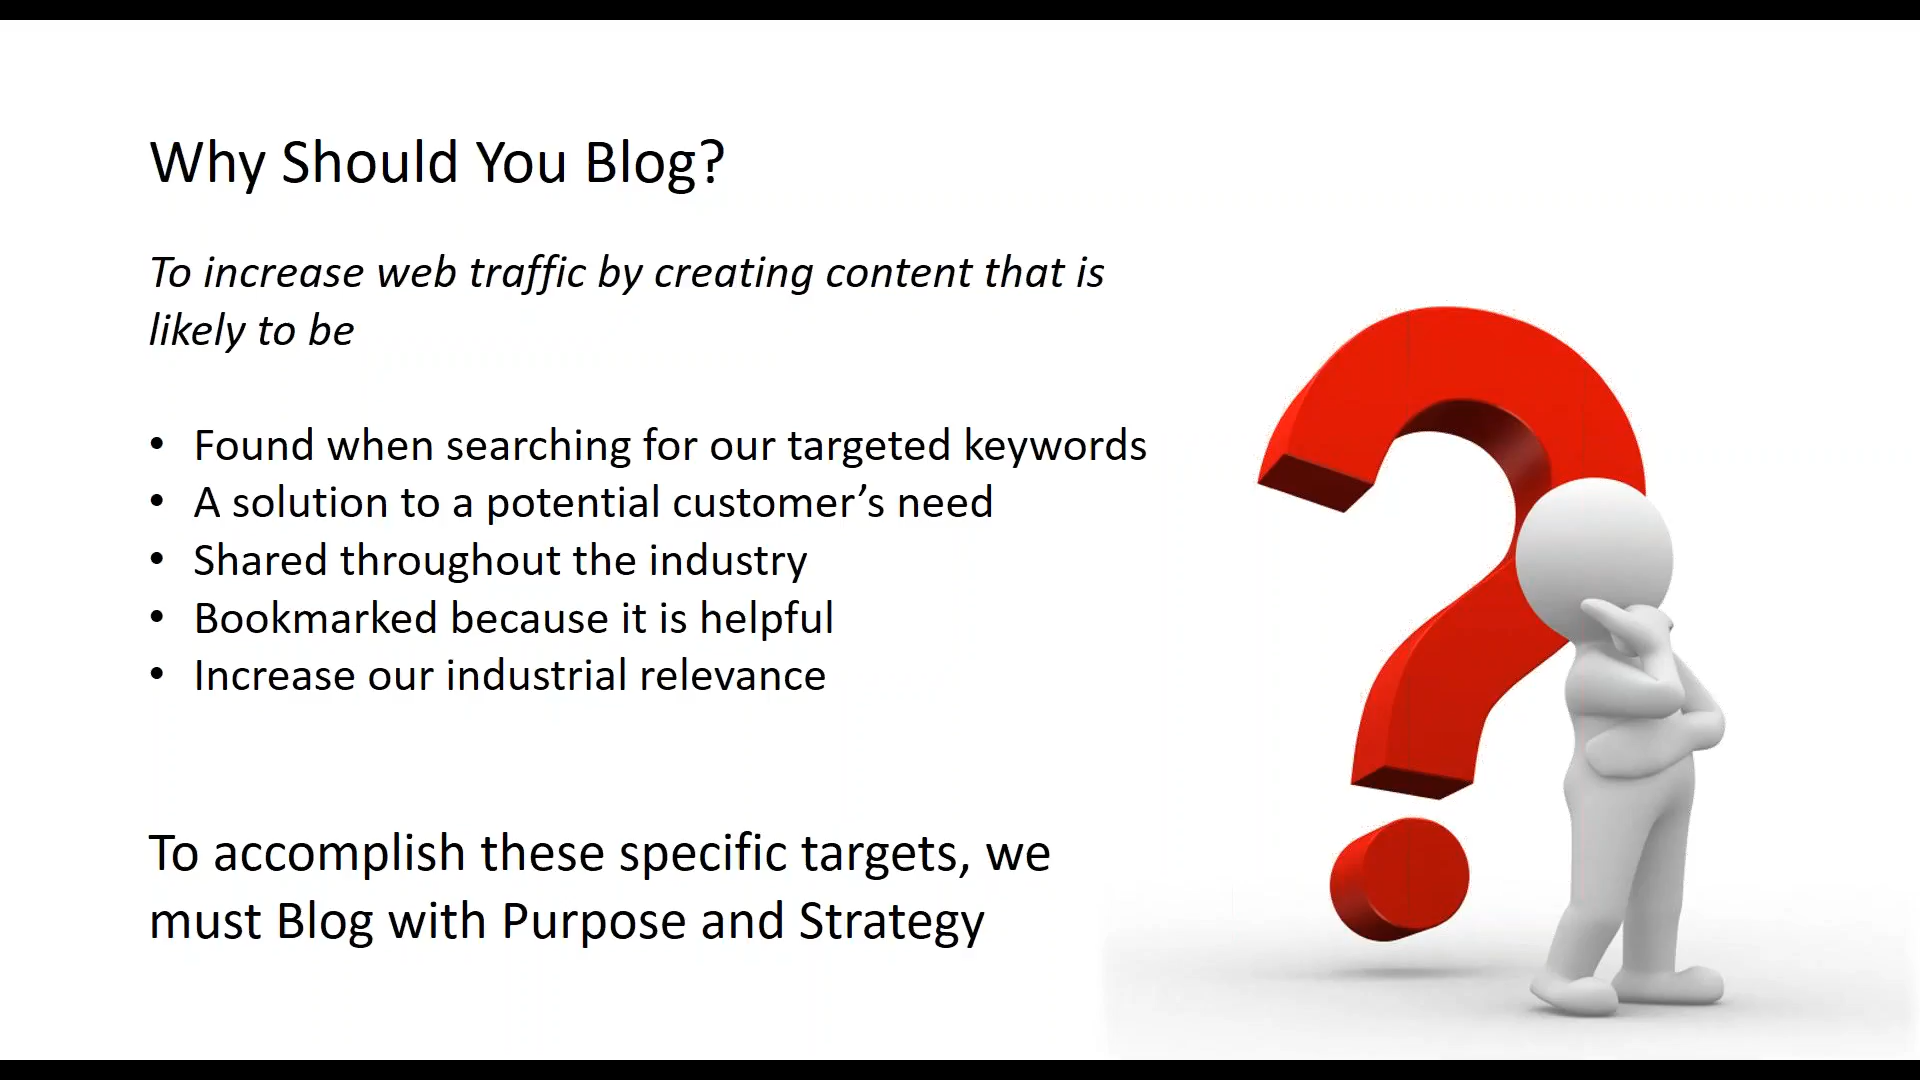 Why Should You Blog?
To increase web traffic by creating content that is
likely to be
• Found when searching for our targeted keywords
• A solution to a potential customer’s need
• Shared throughout the industry
• Bookmarked because it is helpful
• Increase our industrial relevance
To accomplish these specific targets, we
must Blog with Purpose and Strategy